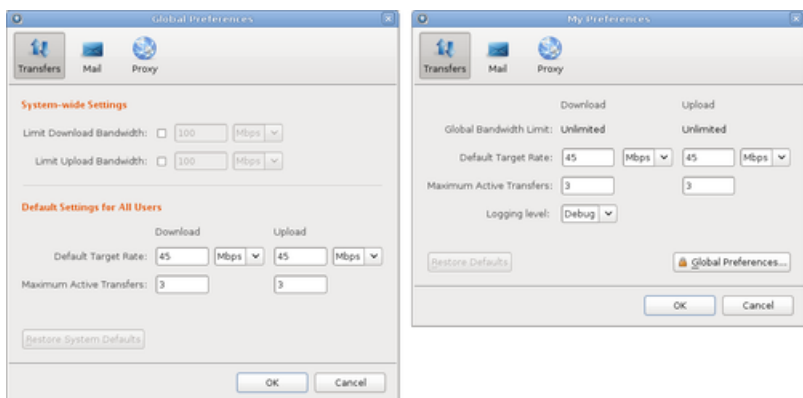 Global Preferences
Transfers Mail Proxy
System-wide Settings
Limit Download Bandwidth: 100 Mbps
Limit Upload Bandwidth: 100 Mbps
Default Settings for All Users
Download Upload
Default Target Rate: 45 Mbps 45 Mbps
Maximum Active Transfers: 3 3
Restore System Defaults
OK Cancel
My Preferences
Transfers Mail Proxy
Download Upload
Global Bandwidth Limit: Unlimited Unlimited
Default Target Rate: 45 Mbps 45 Mbps
Maximum Active Transfers: 3 3
Logging level: Debug
Restore Defaults Global Preferences...
OK Cancel